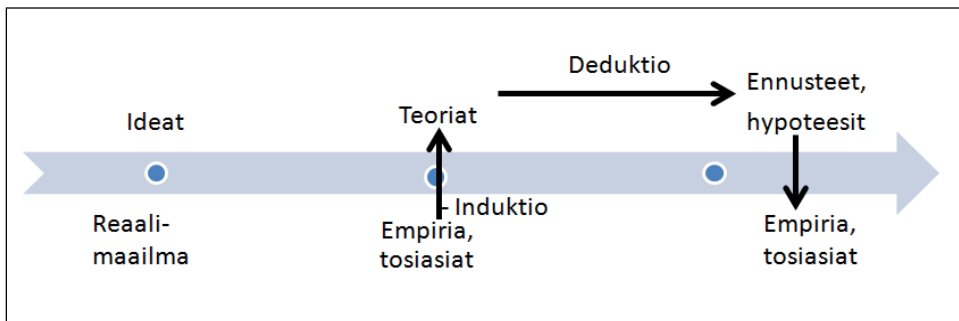 Deduktio
Ennusteet,
hypoteesit
Ideat
Teoriat
- Induktio
Reaali-
maailma
Empiria,
tosiasiat
Empiria,
tosiasiat